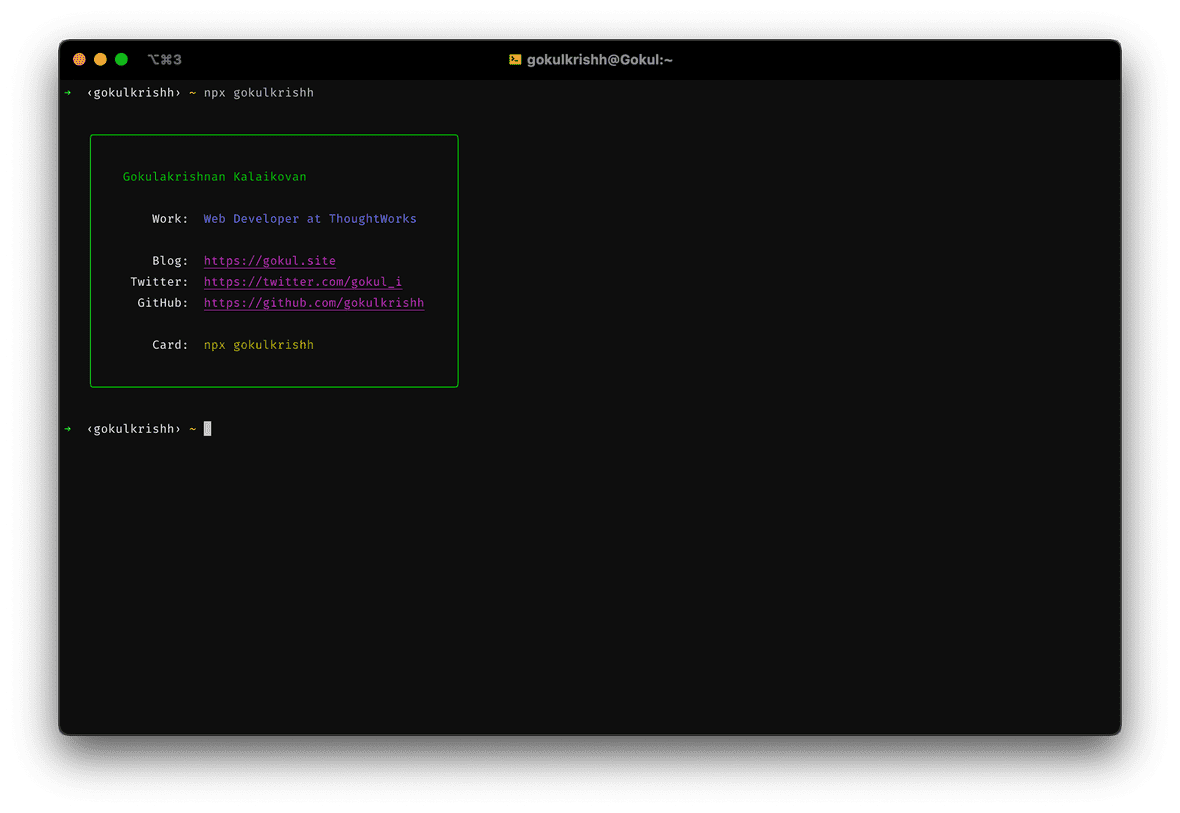 ⌥⌘3 gokulkrishh@Gokul:~
➜ ‹gokulkrishh› ~ npx gokulkrishh
Gokulakrishnan Kalaikovan
Work: Web Developer at ThoughtWorks
Blog: https://gokul.site
Twitter: https://twitter.com/gokul_i
GitHub: https://github.com/gokulkrishh
Card: npx gokulkrishh
➜ ‹gokulkrishh› ~